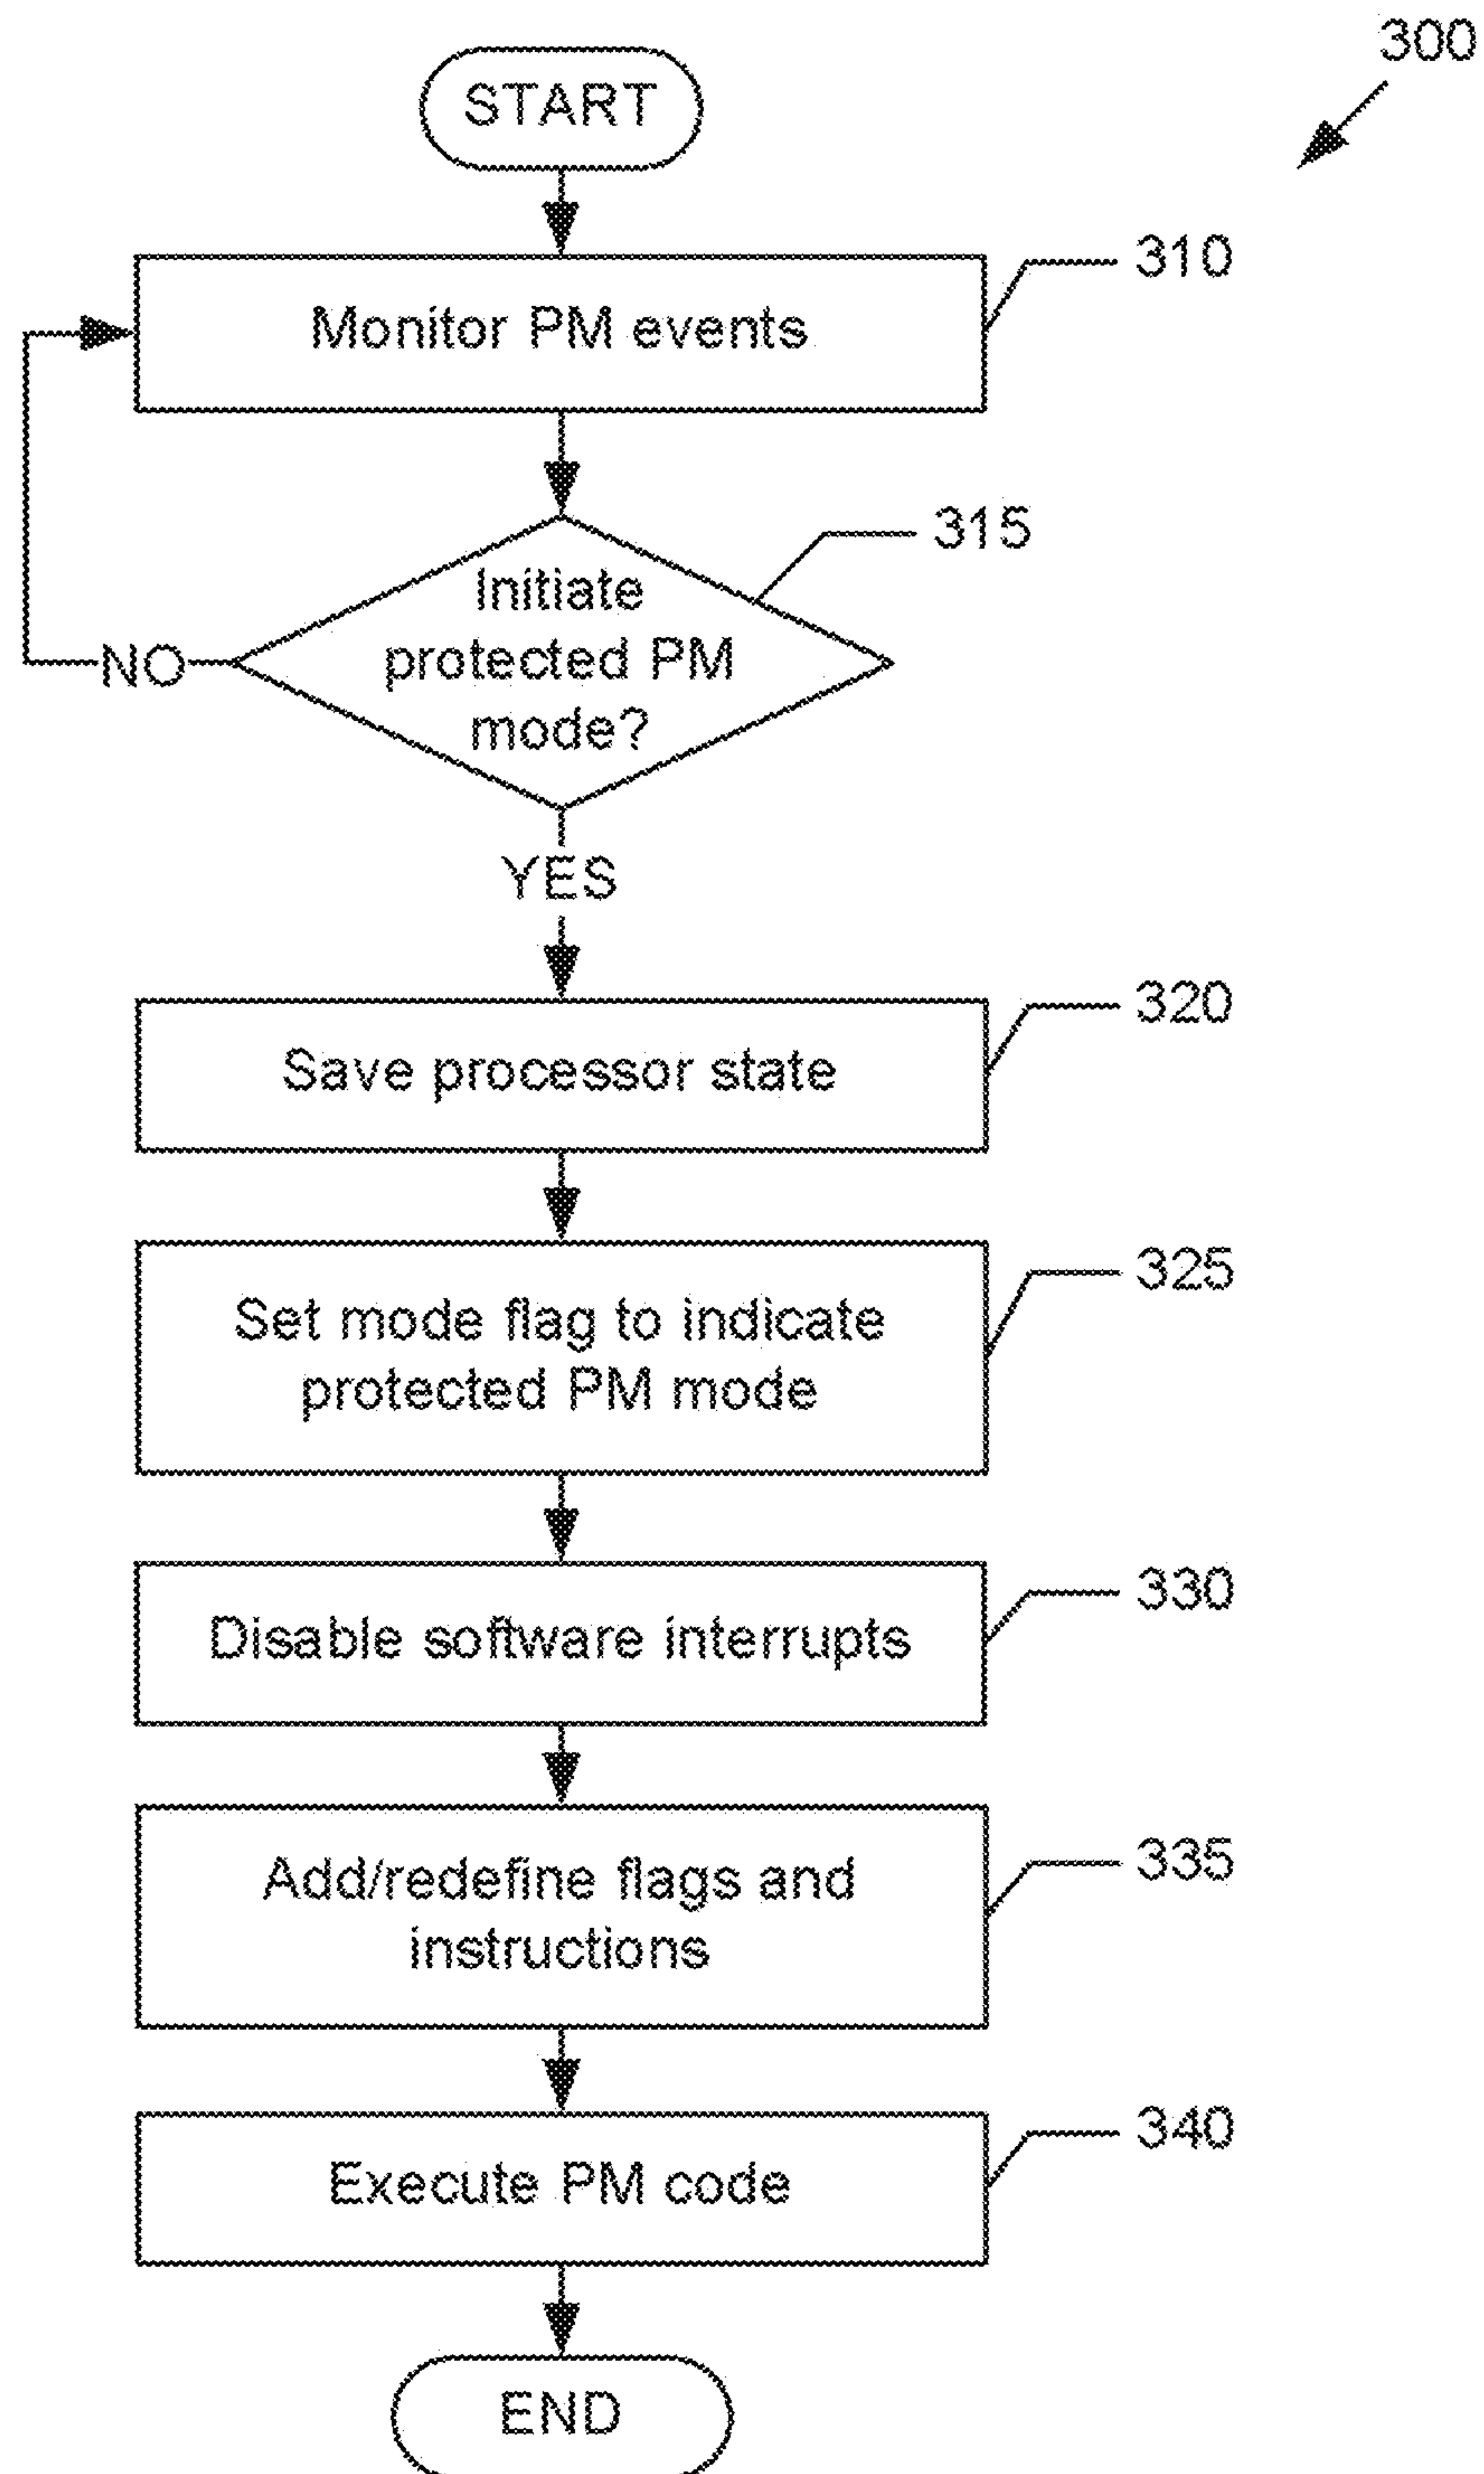 300
START
310
Monitor PM events
315
Initiate
protected PM
mode?
NO
YES
320
Save processor state
325
Set mode flag to indicate
protected PM mode
330
Disable software interrupts
335
Add/redefine flags and
instructions
340
Execute PM code
END